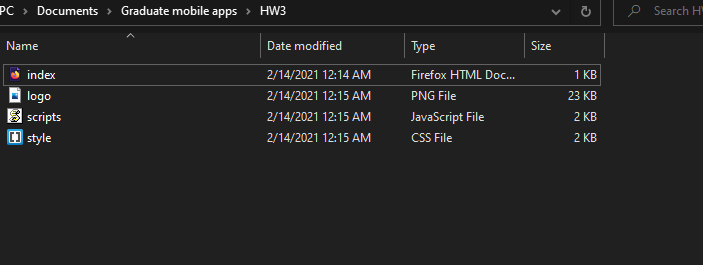 PC > Documents > Graduate mobile apps > HW3 Search HW
Name Date modified Type Size
index 2/14/2021 12:14 AM Firefox HTML Doc... 1 KB
logo 2/14/2021 12:15 AM PNG File 23 KB
scripts 2/14/2021 12:15 AM JavaScript File 2 KB
style 2/14/2021 12:15 AM CSS File 2 KB